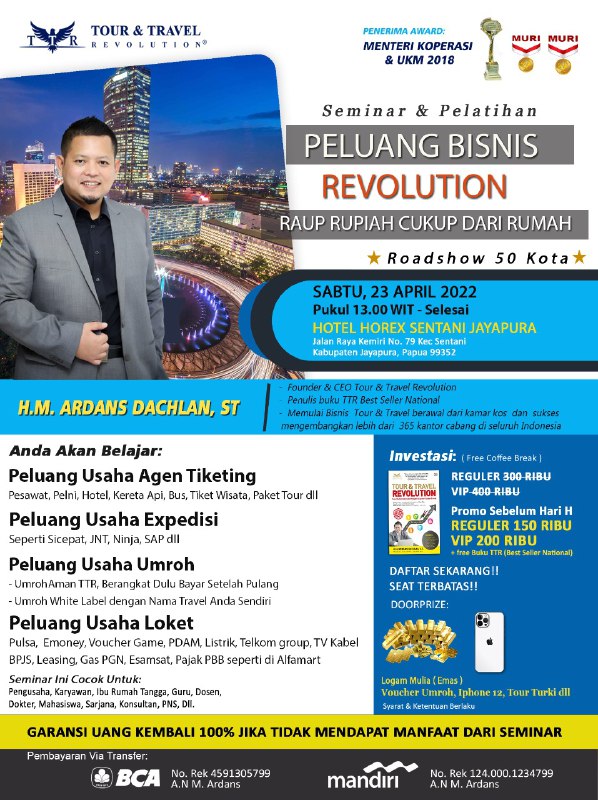 TOUR & TRAVEL
TTR REVOLUTION®
PENERIMA AWARD:
MENTERI KOPERASI
& UKM 2018
MURI MURI
Seminar & Pelatihan
PELUANG BISNIS
REVOLUTION
RAUP RUPIAH CUKUP DARI RUMAH
Roadshow 50 Kota
SABTU, 23 APRIL 2022
Pukul 13.00 WIT - Selesai
HOTEL HOREX SENTANI JAYAPURA
Jalan Raya Kemiri No. 79 Kec Sentani
Kabupaten Jayapura, Papua 99352
H.M. ARDANS DACHLAN, ST
- Founder & CEO Tour & Travel Revolution
- Penulis buku TTR Best Seller National
- Memulai Bisnis Tour & Travel berawal dari kamar kos dan sukses
mengembangkan lebih dari 365 kantor cabang di seluruh Indonesia
Anda Akan Belajar:
Peluang Usaha Agen Tiketing
Pesawat, Pelni, Hotel, Kereta Api, Bus, Tiket Wisata, Paket Tour dll
Peluang Usaha Expedisi
Seperti Sicepat, JNT, Ninja, SAP dll
Peluang Usaha Umroh
- UmrohAman TTR, Berangkat Dulu Bayar Setelah Pulang
- Umroh White Label dengan Nama Travel Anda Sendiri
Peluang Usaha Loket
Pulsa, Emoney, Voucher Game, PDAM, Listrik, Telkom group, TV Kabel
BPJS, Leasing, Gas PGN, Esamsat, Pajak PBB seperti di Alfamart
Seminar Ini Cocok Untuk:
Pengusaha, Karyawan, Ibu Rumah Tangga, Guru, Dosen,
Dokter, Mahasiswa, Sarjana, Konsultan, PNS, Dll.
Investasi: ( Free Coffee Break )
TOUR & TRAVEL
REVOLUTION
REGULER 300 RIBU
VIP 400 RIBU
Promo Sebelum Hari H
REGULER 150 RIBU
VIP 200 RIBU
+ free Buku TTR (Best Seller National)
DAFTAR SEKARANG!!
SEAT TERBATAS!!
DOORPRIZE:
Logam Mulia ( Emas )
Voucher Umroh, Iphone 12, Tour Turki dll
Syarat & Ketentuan Berlaku
GARANSI UANG KEMBALI 100% JIKA TIDAK MENDAPAT MANFAAT DARI SEMINAR
Pembayaran Via Transfer:
BCA
No. Rek 4591305799
A.N M. Ardans
mandiri
No. Rek 124.000.1234799
A.N M. Ardans